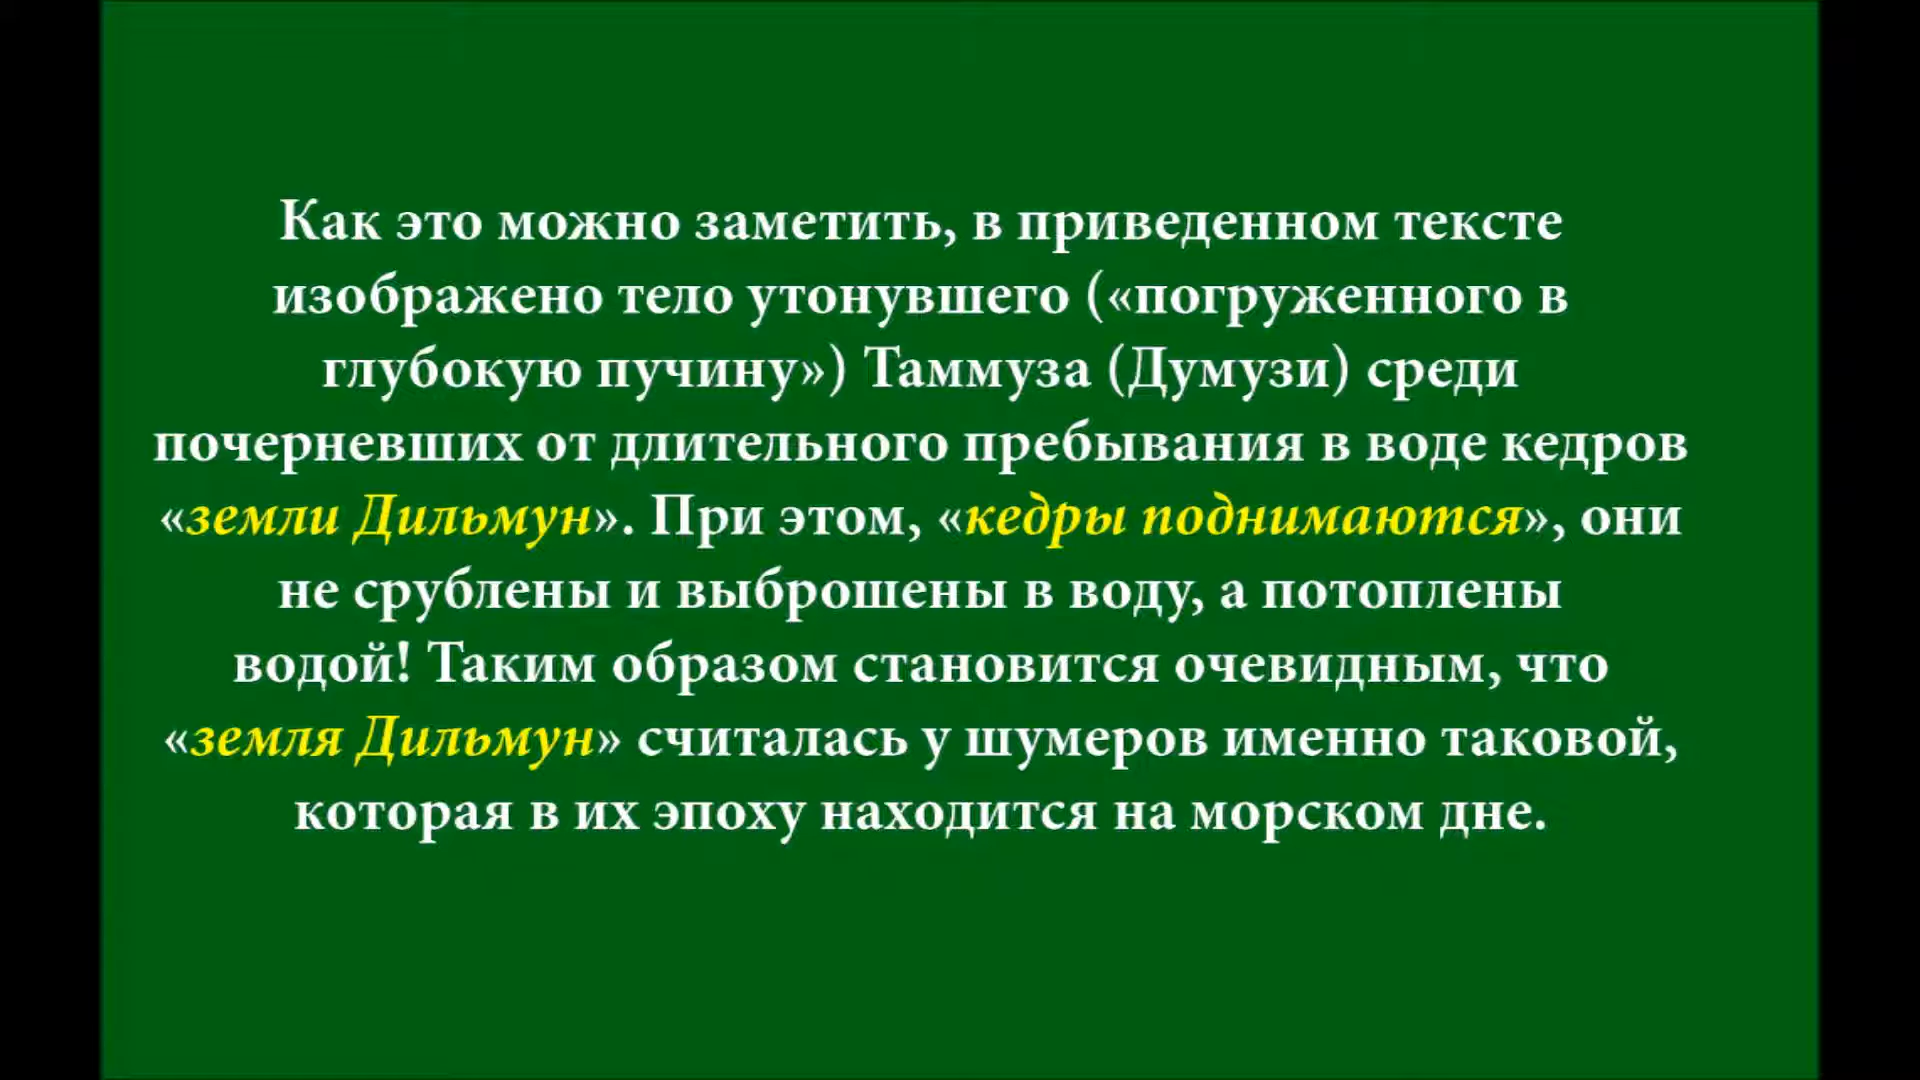 Как это можно заметить, в приведенном тексте
изображено тело утонувшего («погруженного в
глубокую пучину») Таммуза (Думузи) среди
почерневших от длительного пребывания в воде кедров
«земли Дильмун». При этом, «кедры поднимаются», они
не срублены и выброшены в воду, а потоплены
водой! Таким образом становится очевидным, что
«земля Дильмун» считалась у шумеров именно таковой,
которая в их эпоху находится на морском дне.